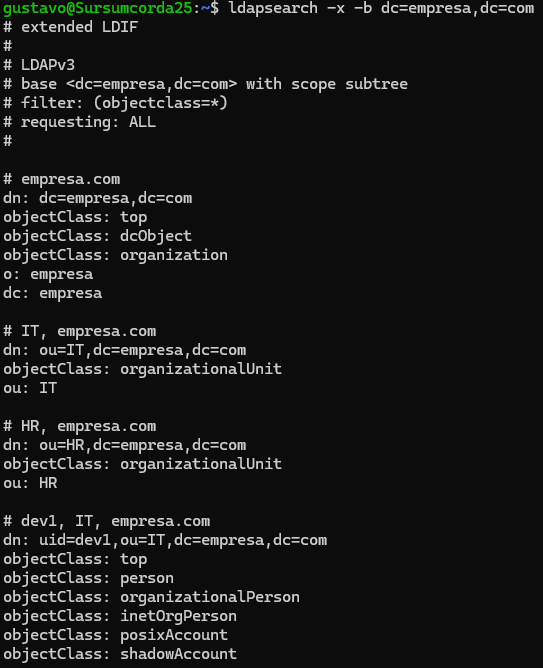 gustavo@Sursumcorda25:~$ ldapsearch -x -b dc=empresa,dc=com
# extended LDIF
#
# LDAPv3
# base <dc=empresa,dc=com> with scope subtree
# filter: (objectclass=*)
# requesting: ALL
#

# empresa.com
dn: dc=empresa,dc=com
objectClass: top
objectClass: dcObject
objectClass: organization
o: empresa
dc: empresa

# IT, empresa.com
dn: ou=IT,dc=empresa,dc=com
objectClass: organizationalUnit
ou: IT

# HR, empresa.com
dn: ou=HR,dc=empresa,dc=com
objectClass: organizationalUnit
ou: HR

# dev1, IT, empresa.com
dn: uid=dev1,ou=IT,dc=empresa,dc=com
objectClass: top
objectClass: person
objectClass: organizationalPerson
objectClass: inetOrgPerson
objectClass: posixAccount
objectClass: shadowAccount